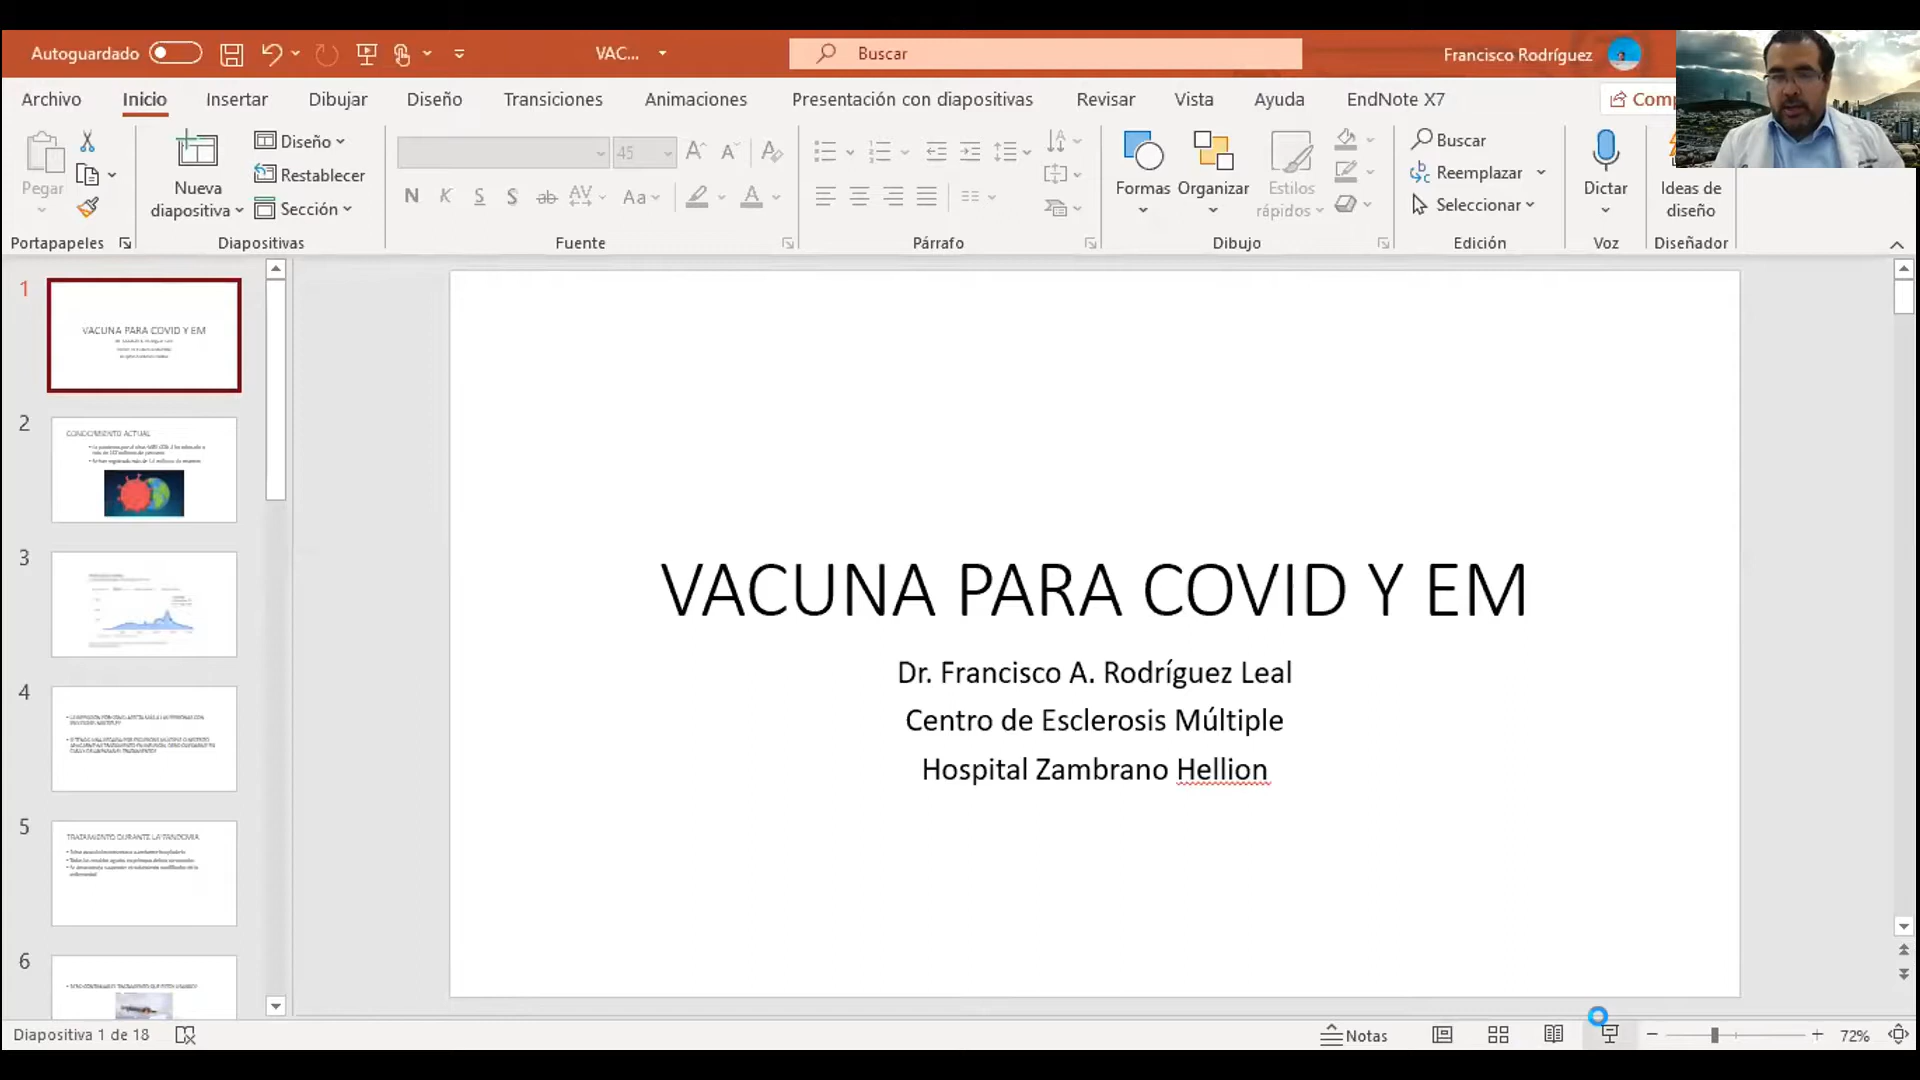 Autoguardado
VAC...
Buscar
Francisco Rodríguez
Archivo
Inicio
Insertar
Dibujar
Diseño
Transiciones
Animaciones
Presentación con diapositivas
Revisar
Vista
Ayuda
EndNote X7
Pegar
Nueva
diapositiva
Diseño
Restablecer
Sección
45
N K S S ab AV Aa A
Formas
Organizar
Estilos
rápidos
Buscar
Reemplazar
Seleccionar
Dictar
Ideas de
diseño
Portapapeles
Diapositivas
Fuente
Párrafo
Dibujo
Edición
Voz
Diseñador
1
VACUNA PARA COVID Y EM
2
CONOCIMIENTO ACTUAL
3
4
5
TRATAMIENTO DURANTE LA PANDEMIA
6
VACUNA PARA COVID Y EM
Dr. Francisco A. Rodríguez Leal
Centro de Esclerosis Múltiple
Hospital Zambrano Hellion
Diapositiva 1 de 18
Notas
72%